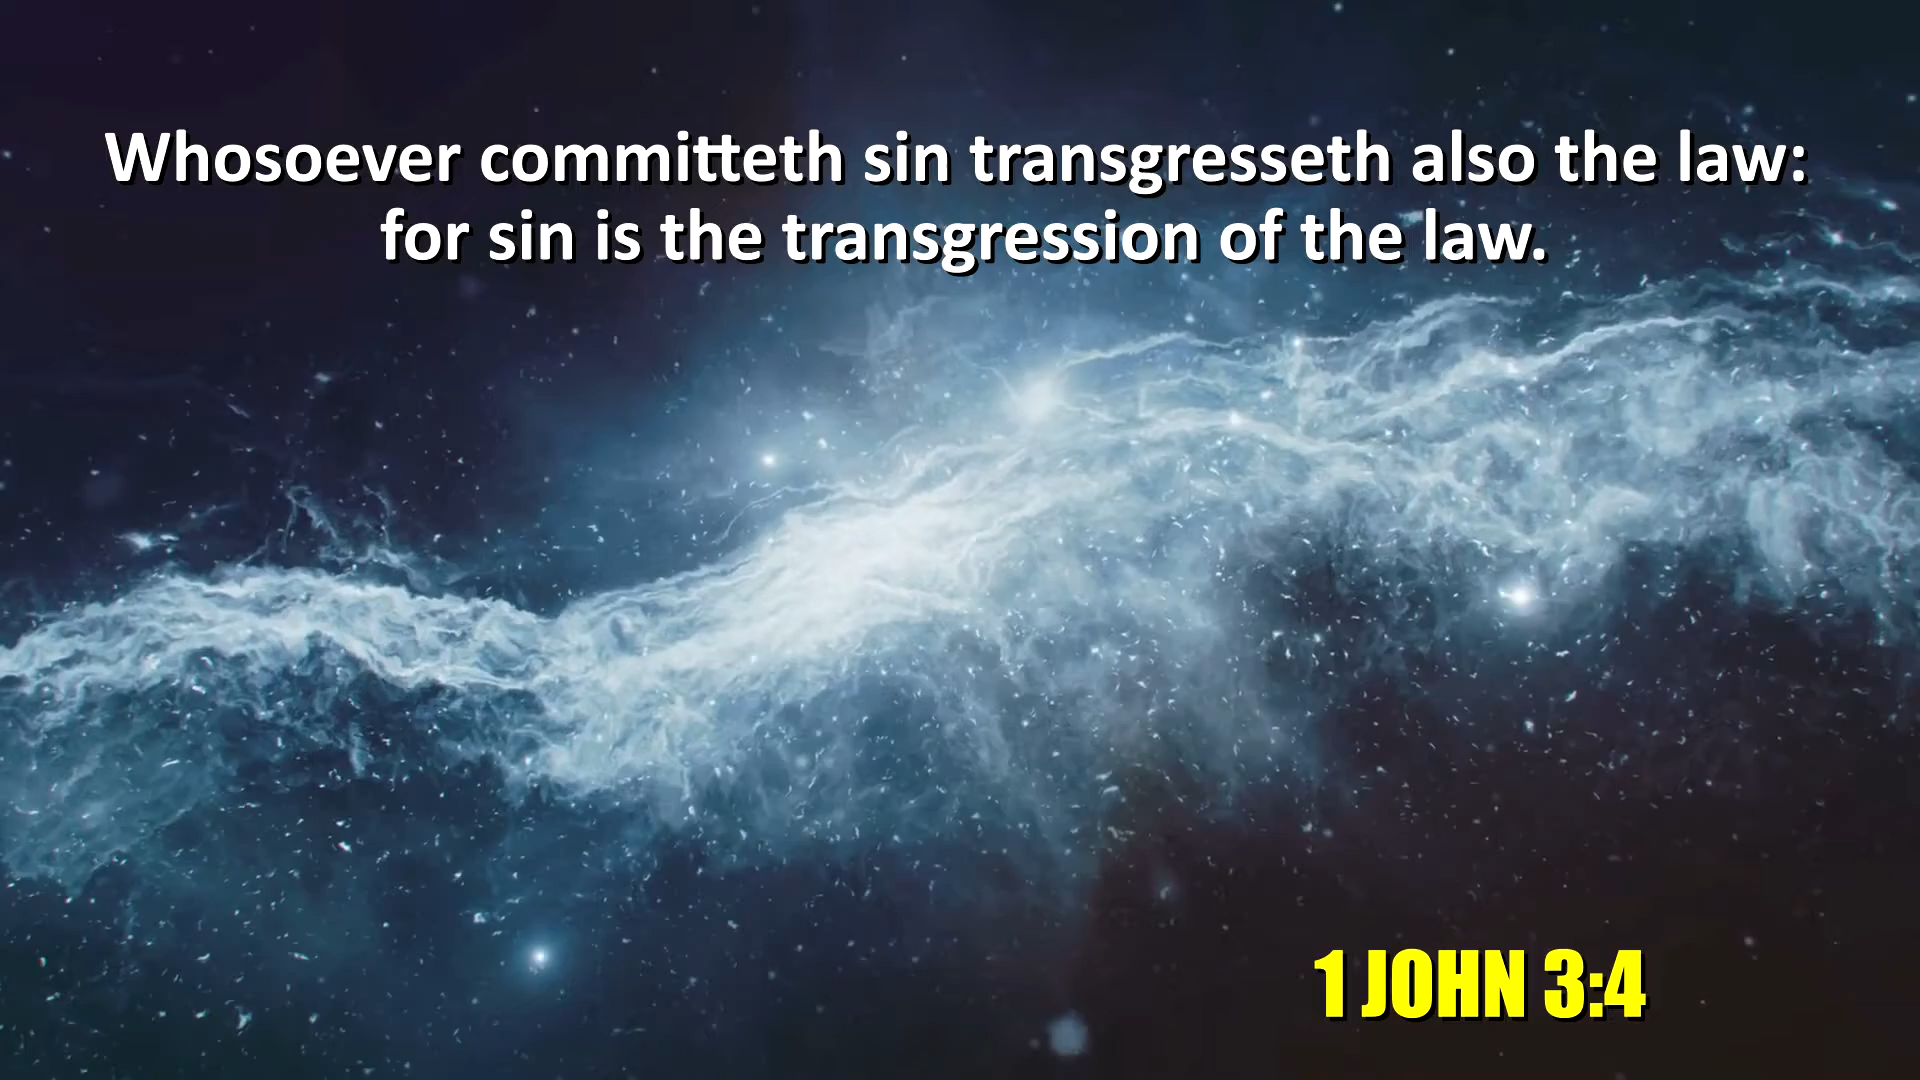 Whosoever committeth sin transgresseth also the law:
for sin is the transgression of the law.
1 JOHN 3:4